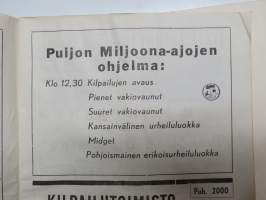 Puijon Miljoona-ajojen
ohjelma:
Klo 12,30 Kilpailujen avaus
Pienet vakiovaunut
Suuret vakiovaunut
Kansainvälinen urheiluluokka
Midget
Pohjoismainen erikoisurheiluluokka
Puh. 2000
KILPAILUTOIMISTO